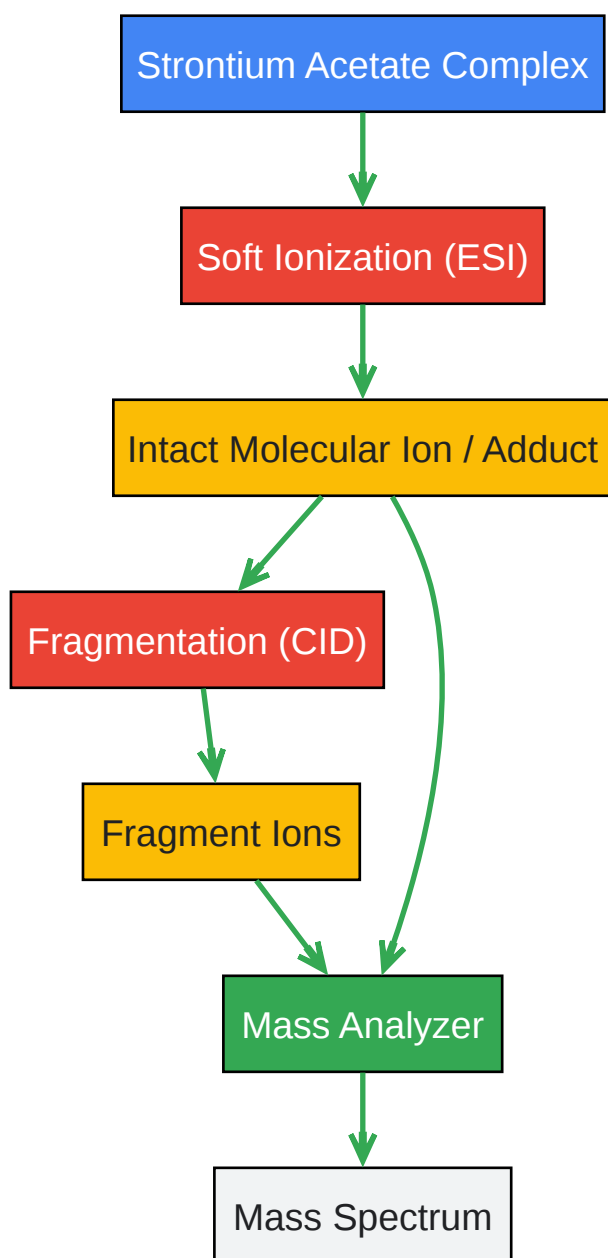 Strontium Acetate Complex
Soft Ionization (ESI)
Intact Molecular Ion / Adduct
Fragmentation (CID)
Fragment Ions
Mass Analyzer
Mass Spectrum